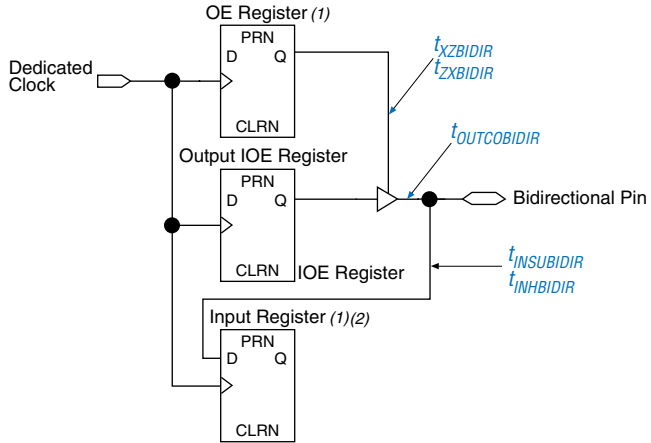 OE Register (1)
PRN
D Q
CLRN
Dedicated
Clock
tXZBIDIR
tZXBIDIR
tOUTCOBIDIR
Output IOE Register
PRN
D Q
CLRN
IOE Register
Bidirectional Pin
tINSUBIDIR
tINHBIDIR
Input Register (1)(2)
PRN
D Q
CLRN